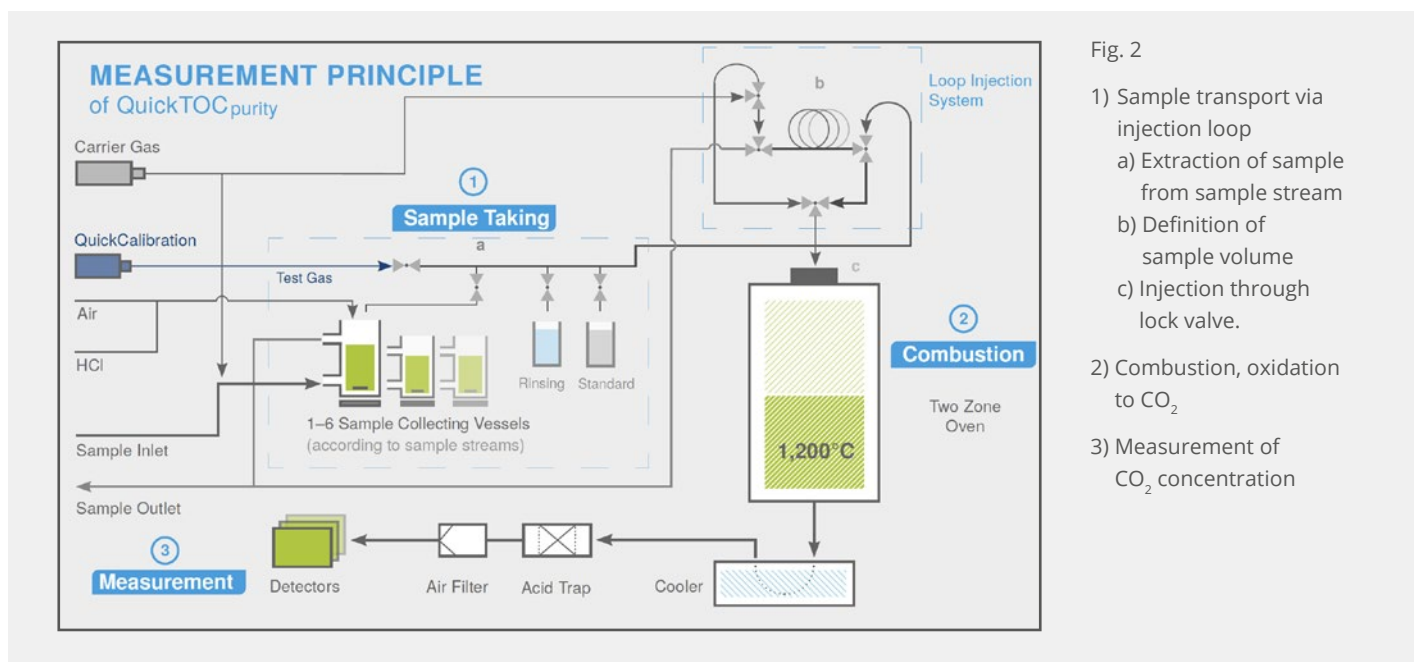 MEASUREMENT PRINCIPLE
of QuickTOCpurity
Carrier Gas
QuickCalibration
Test Gas
Air
HCl
Sample Inlet
Sample Outlet
1
Sample Taking
a
Rinsing
Standard
1–6 Sample Collecting Vessels
(according to sample streams)
b
Loop Injection
System
c
2
Combustion
Two Zone
Oven
1,200°C
3
Measurement
Detectors
Air Filter
Acid Trap
Cooler
Fig. 2
1) Sample transport via
injection loop
a) Extraction of sample
from sample stream
b) Definition of
sample volume
c) Injection through
lock valve.
2) Combustion, oxidation
to CO₂
3) Measurement of
CO₂ concentration